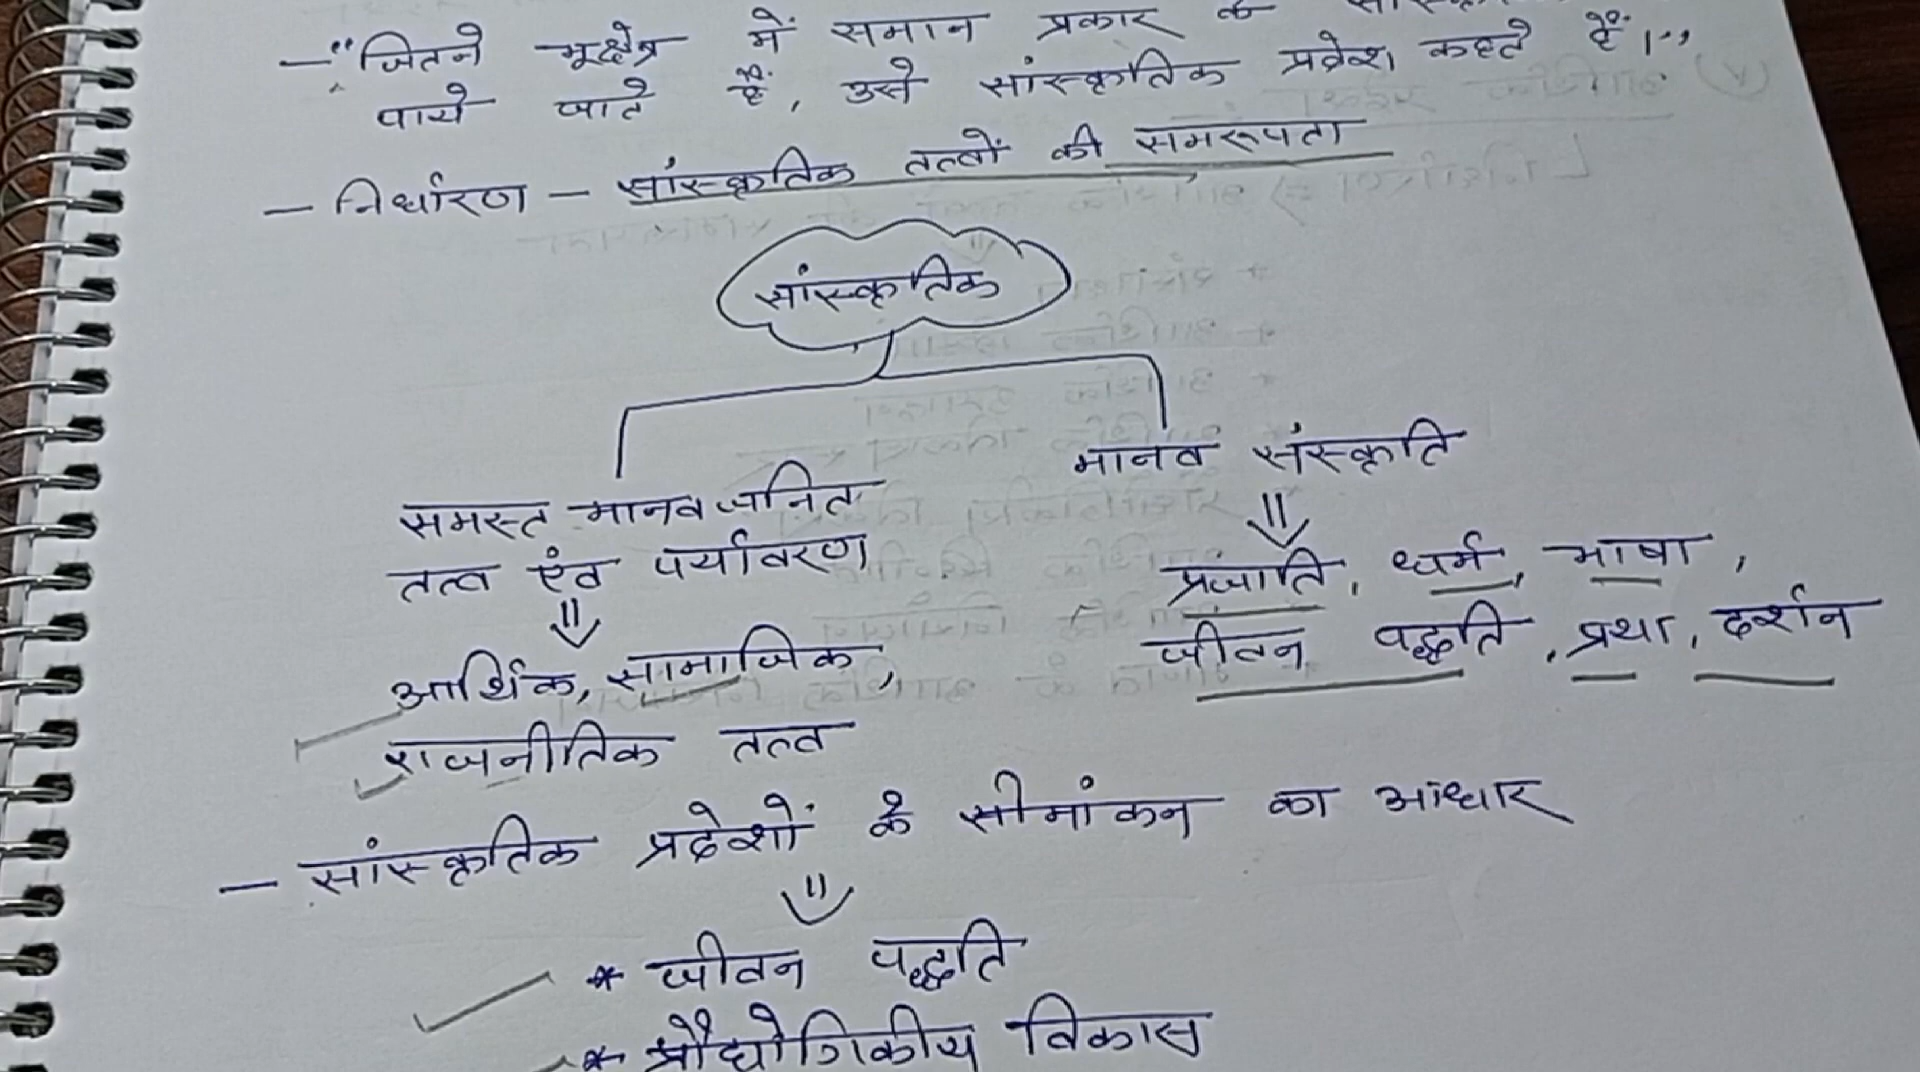 – "जितने भूक्षेत्र में समान प्रकार के
पाये जाते हैं, उसे सांस्कृतिक प्रदेश कहते हैं।"
– निर्धारण – सांस्कृतिक तत्वों की समरूपता
सांस्कृतिक
समस्त मानव जनित
तत्व एंव पर्यावरण
⇓
आर्थिक, सामाजिक,
राजनीतिक तत्व
मानव संस्कृति
⇓
प्रजाति, धर्म, भाषा,
जीवन पद्धति, प्रथा, दर्शन
– सांस्कृतिक प्रदेशों के सीमांकन का आधार
⇓
* जीवन पद्धति
* प्रौद्योगिकीय विकास